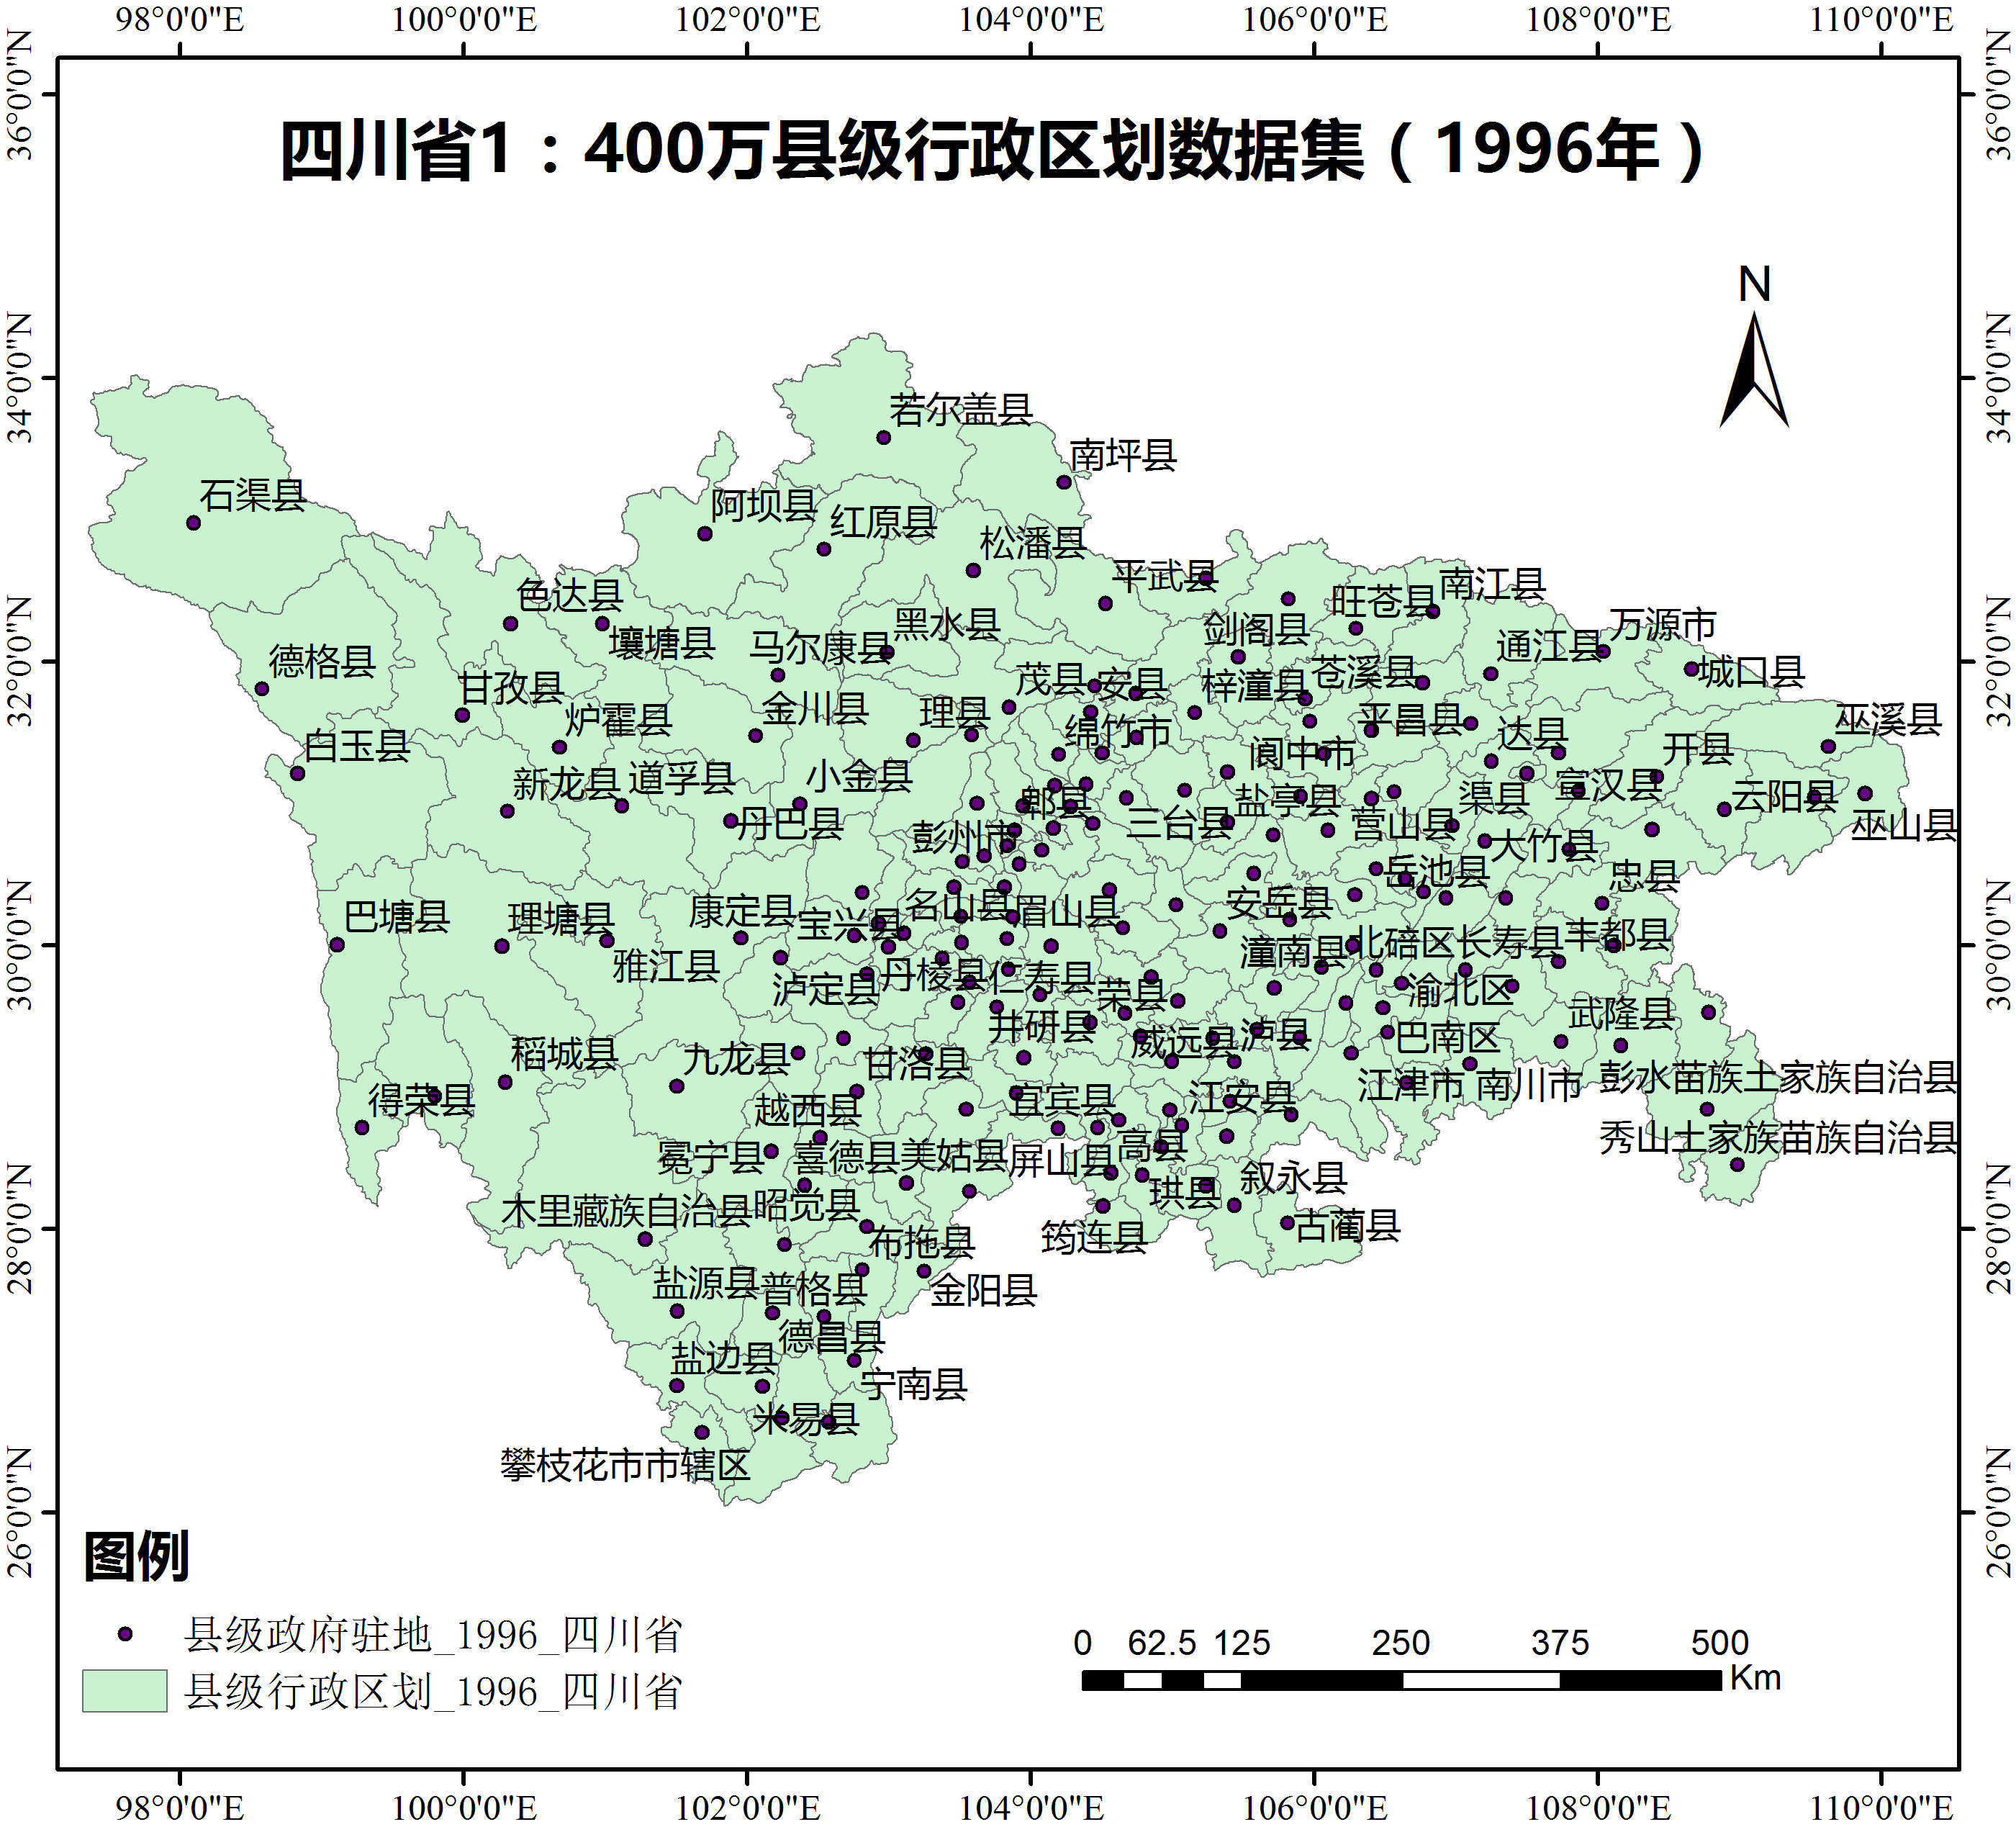 98°0'0"E 100°0'0"E 102°0'0"E 104°0'0"E 106°0'0"E 108°0'0"E 110°0'0"E
36°0'0"N 36°0'0"N
四川省1：400万县级行政区划数据集（1996年）
N
34°0'0"N 34°0'0"N
若尔盖县
南坪县
石渠县
阿坝县
红原县
松潘县
平武县
南江县
旺苍县
色达县
壤塘县
黑水县
马尔康县
剑阁县
通江县
万源市
32°0'0"N 32°0'0"N
德格县
城口县
甘孜县
茂县
安县
梓潼县
苍溪县
炉霍县
金川县
理县
绵竹市
平昌县
达县
巫溪县
白玉县
阆中市
开县
新龙县
道孚县
小金县
宣汉县
郫县
盐亭县
渠县
云阳县
丹巴县
彭州市
三台县
营山县
大竹县
巫山县
岳池县
忠县
巴塘县
理塘县
康定县
宝兴县
名山县
眉山县
安岳县
丰都县
30°0'0"N 30°0'0"N
雅江县
潼南县
北碚区
长寿县
泸定县
丹棱县
仁寿县
荣县
渝北区
武隆县
井研县
威远县
泸县
巴南区
稻城县
九龙县
甘洛县
江津市
南川市
彭水苗族土家族自治县
得荣县
越西县
宜宾县
江安县
冕宁县
喜德县
美姑县
屏山县
高县
秀山土家族苗族自治县
珙县
叙永县
木里藏族自治县
昭觉县
28°0'0"N 28°0'0"N
布拖县
筠连县
古蔺县
盐源县
普格县
金阳县
德昌县
盐边县
宁南县
米易县
攀枝花市市辖区
26°0'0"N 26°0'0"N
图例
县级政府驻地_1996_四川省
县级行政区划_1996_四川省
0 62.5 125 250 375 500
Km
98°0'0"E 100°0'0"E 102°0'0"E 104°0'0"E 106°0'0"E 108°0'0"E 110°0'0"E